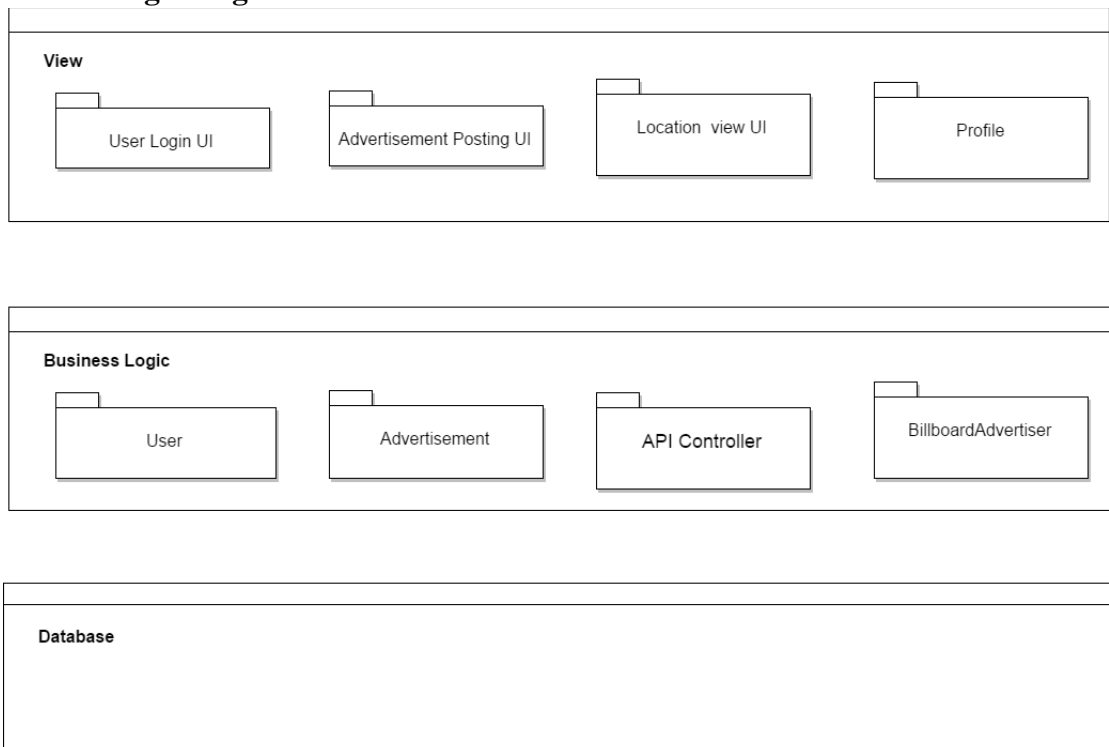 View
User Login UI
Advertisement Posting UI
Location view UI
Profile
Business Logic
User
Advertisement
API Controller
BillboardAdvertiser
Database